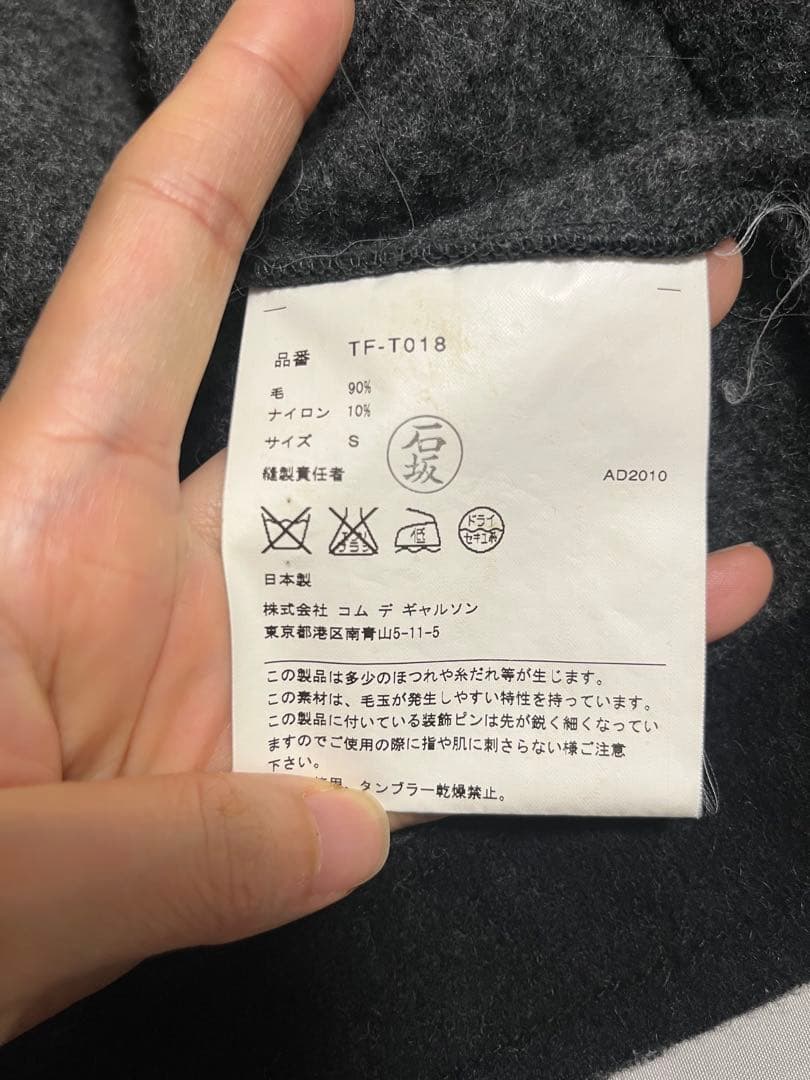 品番 TF-T018
毛 90%
ナイロン 10%
サイズ S
石坂
縫製責任者 AD2010
低 ドライ
セキユ系
日本製
株式会社 コム デ ギャルソン
東京都港区南青山5-11-5
この製品は多少のほつれや糸だれ等が生じます。
この素材は、毛玉が発生しやすい特性を持っています。
この製品に付いている装飾ピンは先が鋭く細くなってい
ますのでご使用の際に指や肌に刺さらない様ご注意
下さい。
タンブラー乾燥禁止。